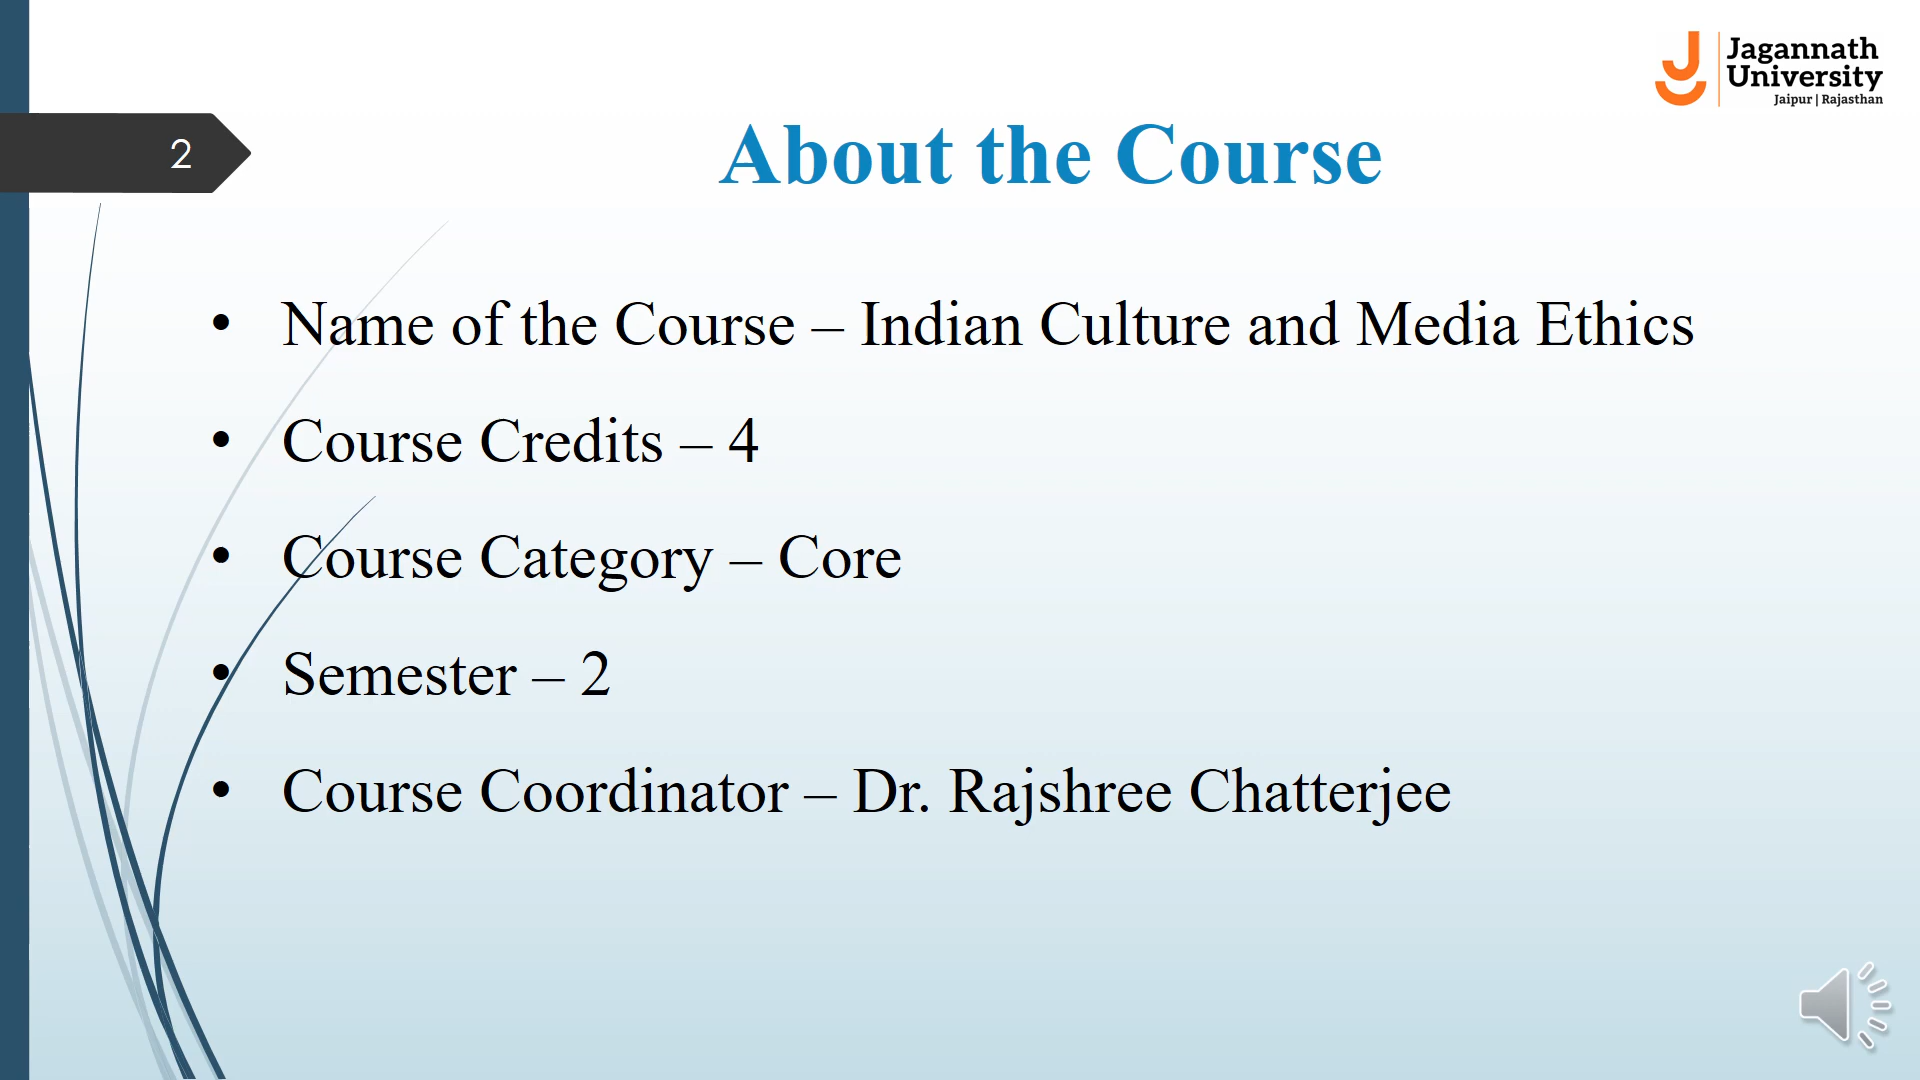 Jagannath
University
Jaipur | Rajasthan
2
About the Course
• Name of the Course – Indian Culture and Media Ethics
• Course Credits – 4
• Course Category – Core
• Semester – 2
• Course Coordinator – Dr. Rajshree Chatterjee